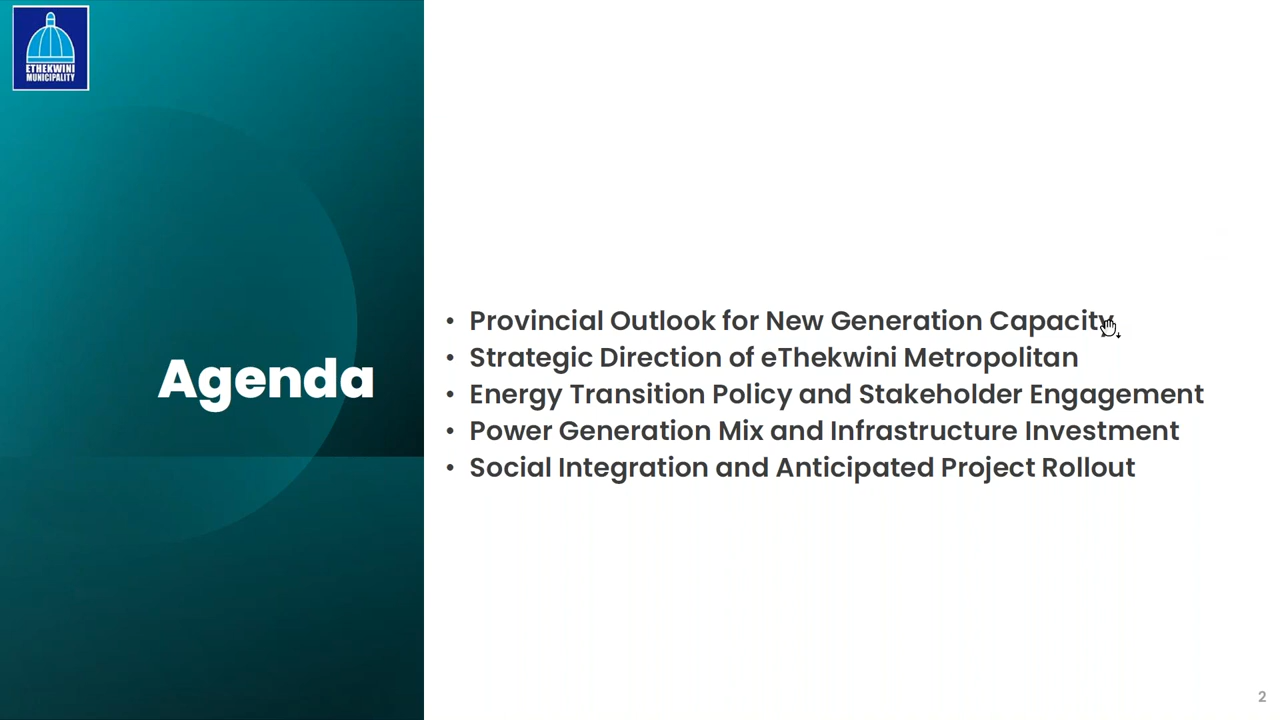 ETHEKWINI
MUNICIPALITY
Agenda
• Provincial Outlook for New Generation Capacity
• Strategic Direction of eThekwini Metropolitan
• Energy Transition Policy and Stakeholder Engagement
• Power Generation Mix and Infrastructure Investment
• Social Integration and Anticipated Project Rollout
2